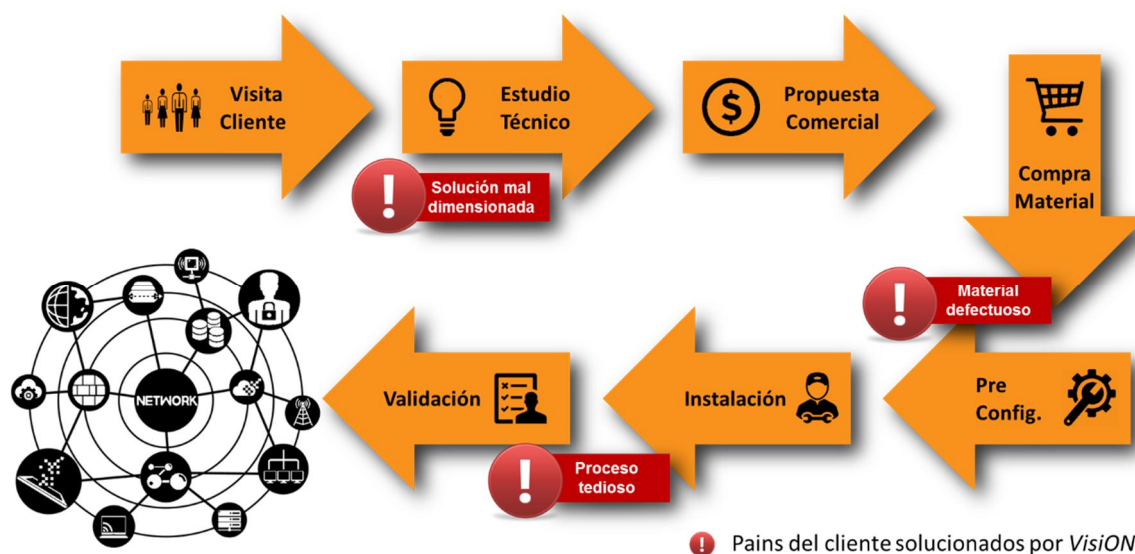 Visita
Cliente
Estudio
Técnico
Propuesta
Comercial
Compra
Material
Solución mal
dimensionada
Material
defectuoso
Pre
Config.
Instalación
Validación
Proceso
tedioso
NETWORK
Pains del cliente solucionados por VisiON